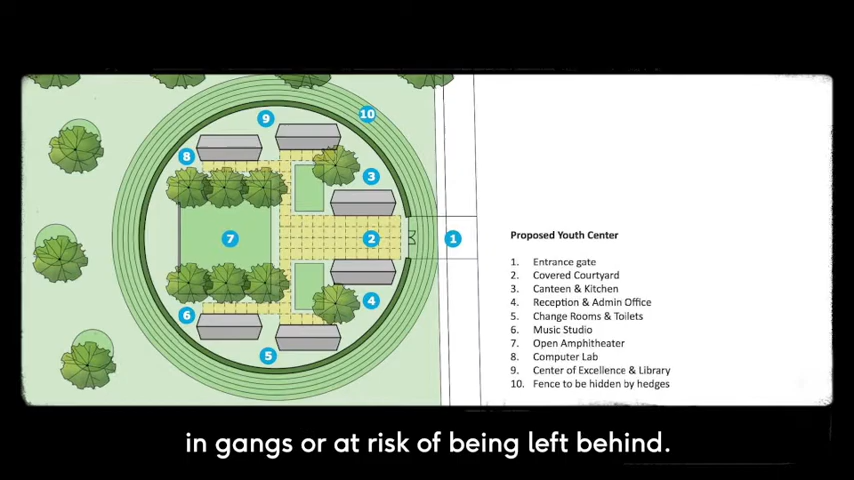 9
10
8
3
7
2
1
6
4
5
Proposed Youth Center
1. Entrance gate
2. Covered Courtyard
3. Canteen & Kitchen
4. Reception & Admin Office
5. Change Rooms & Toilets
6. Music Studio
7. Open Amphitheater
8. Computer Lab
9. Center of Excellence & Library
10. Fence to be hidden by hedges
in gangs or at risk of being left behind.